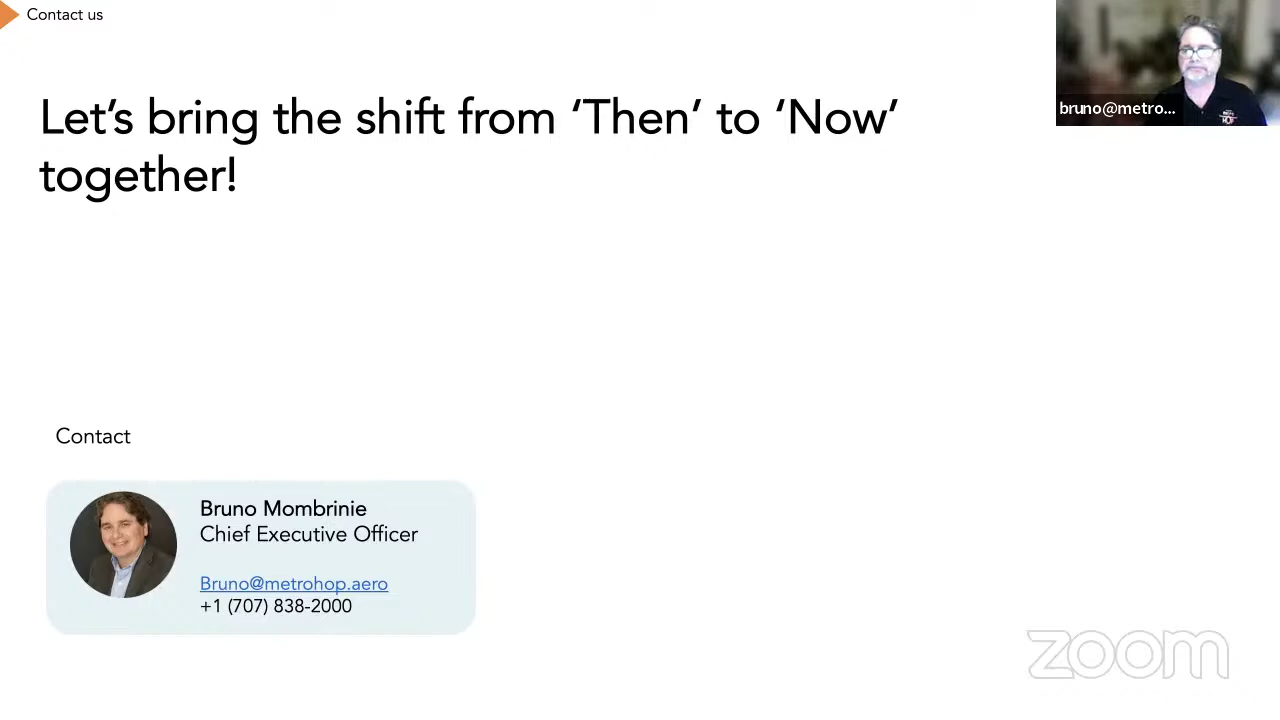 Contact us
bruno@metro...
Let's bring the shift from ‘Then’ to ‘Now’
together!
Contact
Bruno Mombrinie
Chief Executive Officer
Bruno@metrohop.aero
+1 (707) 838-2000
zoom